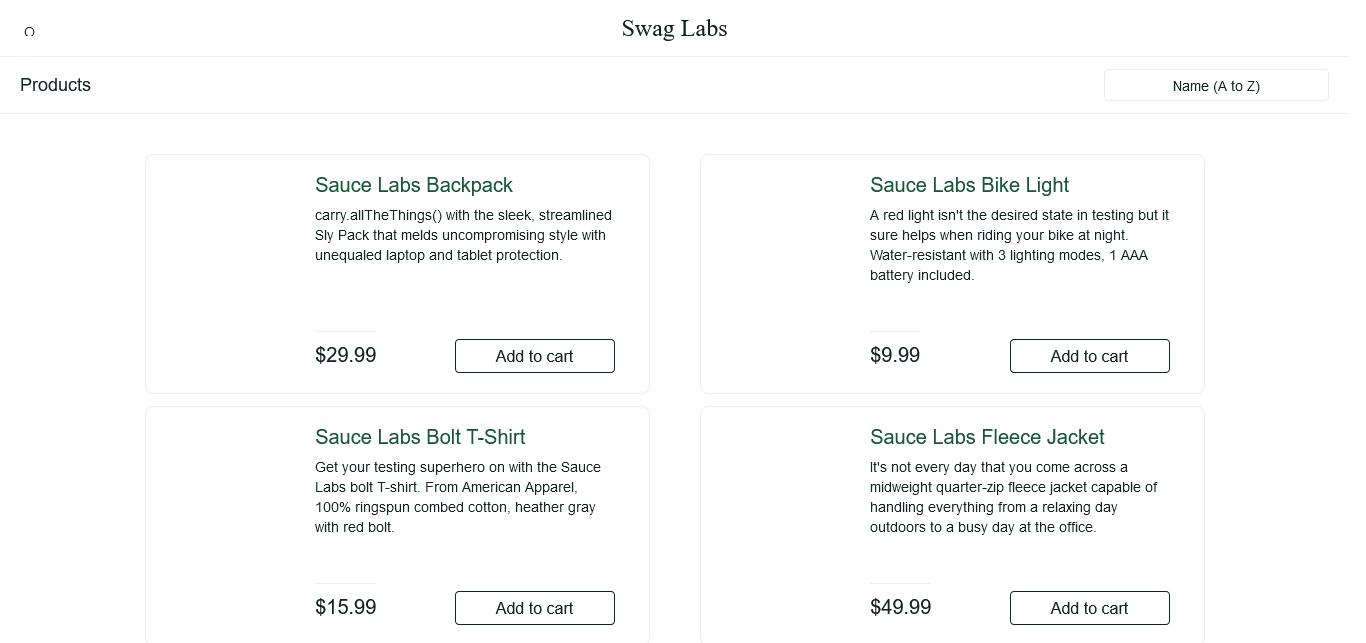 Swag Labs
Products
Name (A to Z)
Sauce Labs Backpack
carry.allTheThings() with the sleek, streamlined
Sly Pack that melds uncompromising style with
unequaled laptop and tablet protection.
$29.99
Add to cart
Sauce Labs Bike Light
A red light isn't the desired state in testing but it
sure helps when riding your bike at night.
Water-resistant with 3 lighting modes, 1 AAA
battery included.
$9.99
Add to cart
Sauce Labs Bolt T-Shirt
Get your testing superhero on with the Sauce
Labs bolt T-shirt. From American Apparel,
100% ringspun combed cotton, heather gray
with red bolt.
$15.99
Add to cart
Sauce Labs Fleece Jacket
It's not every day that you come across a
midweight quarter-zip fleece jacket capable of
handling everything from a relaxing day
outdoors to a busy day at the office.
$49.99
Add to cart